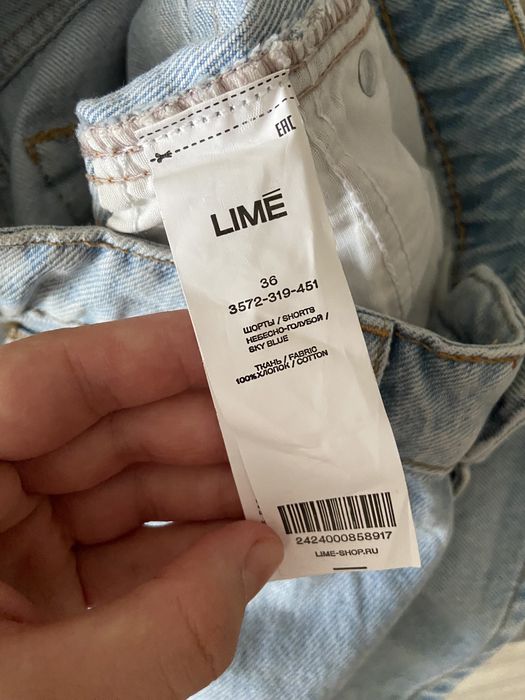 EAC
LIMĒ
36
3572-319-451
ШОРТЫ / SHORTS
НЕБЕСНО-ГОЛУБОЙ /
SKY BLUE
ТКАНЬ / FABRIC
100%ХЛОПОК / COTTON
2424000858917
LIME-SHOP.RU